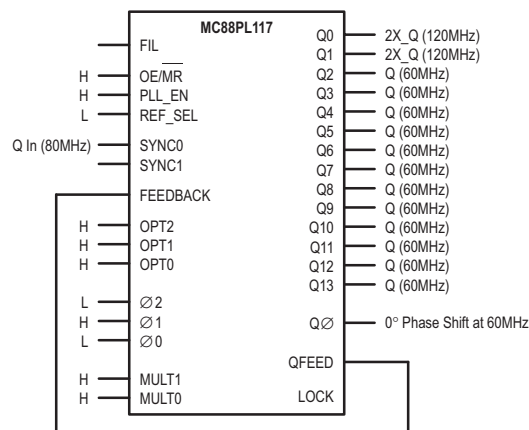 MC88PL117
FIL
H OE/MR
H PLL_EN
L REF_SEL
Q In (80MHz) SYNC0
SYNC1
FEEDBACK
H OPT2
H OPT1
H OPT0
L ∅2
H ∅1
L ∅0
H MULT1
H MULT0
Q0 2X_Q (120MHz)
Q1 2X_Q (120MHz)
Q2 Q (60MHz)
Q3 Q (60MHz)
Q4 Q (60MHz)
Q5 Q (60MHz)
Q6 Q (60MHz)
Q7 Q (60MHz)
Q8 Q (60MHz)
Q9 Q (60MHz)
Q10 Q (60MHz)
Q11 Q (60MHz)
Q12 Q (60MHz)
Q13 Q (60MHz)
Q∅ 0° Phase Shift at 60MHz
QFEED
LOCK